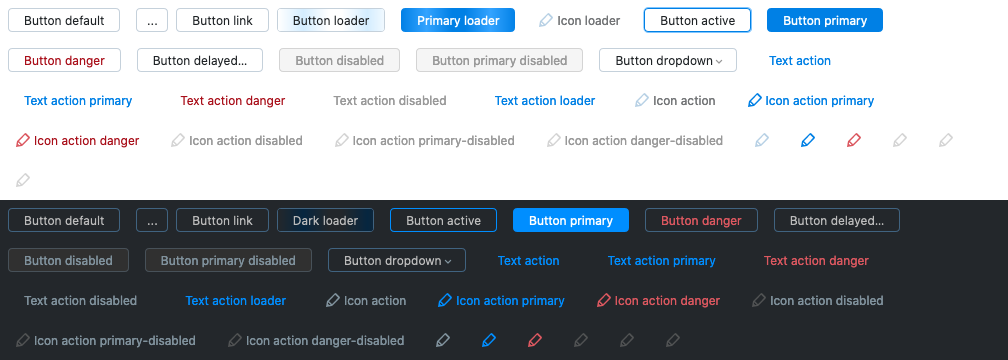 Button default ... Button link Button loader Primary loader Icon loader Button active Button primary
Button danger Button delayed... Button disabled Button primary disabled Button dropdown Text action
Text action primary Text action danger Text action disabled Text action loader Icon action Icon action primary
Icon action danger Icon action disabled Icon action primary-disabled Icon action danger-disabled
Button default ... Button link Dark loader Button active Button primary Button danger Button delayed...
Button disabled Button primary disabled Button dropdown Text action Text action primary Text action danger
Text action disabled Text action loader Icon action Icon action primary Icon action danger Icon action disabled
Icon action primary-disabled Icon action danger-disabled